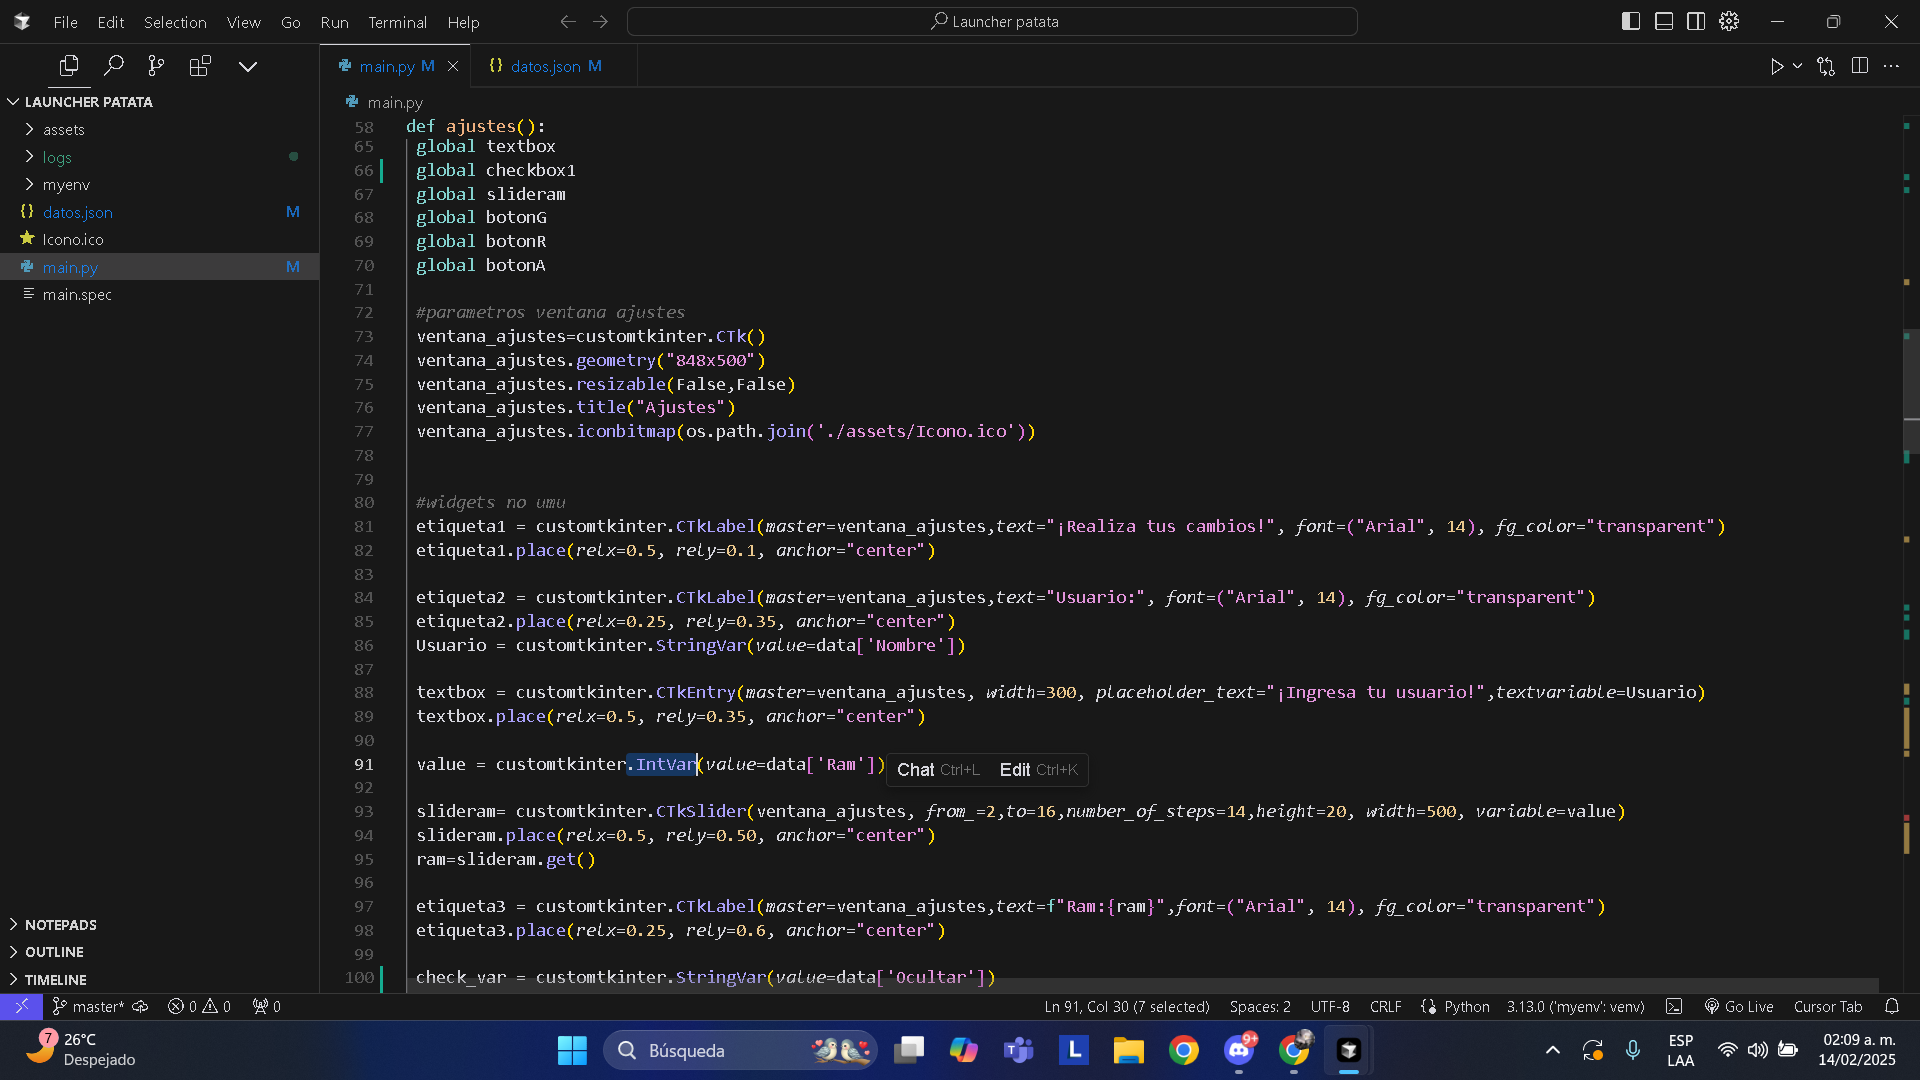 File Edit Selection View Go Run Terminal Help
Launcher patata
main.py M
datos.json M
LAUNCHER PATATA
assets
logs
myenv
datos.json M
Icono.ico
main.py M
main.spec
NOTEPADS
OUTLINE
TIMELINE
main.py
58 def ajustes():
65 global textbox
66 global checkbox1
67 global slideram
68 global botonG
69 global botonR
70 global botonA
71
72 #parametros ventana ajustes
73 ventana_ajustes=customtkinter.CTk()
74 ventana_ajustes.geometry("848x500")
75 ventana_ajustes.resizable(False,False)
76 ventana_ajustes.title("Ajustes")
77 ventana_ajustes.iconbitmap(os.path.join('./assets/Icono.ico'))
78
79
80 #widgets no umu
81 etiqueta1 = customtkinter.CTkLabel(master=ventana_ajustes,text="¡Realiza tus cambios!", font=("Arial", 14), fg_color="transparent")
82 etiqueta1.place(relx=0.5, rely=0.1, anchor="center")
83
84 etiqueta2 = customtkinter.CTkLabel(master=ventana_ajustes,text="Usuario:", font=("Arial", 14), fg_color="transparent")
85 etiqueta2.place(relx=0.25, rely=0.35, anchor="center")
86 Usuario = customtkinter.StringVar(value=data['Nombre'])
87
88 textbox = customtkinter.CTkEntry(master=ventana_ajustes, width=300, placeholder_text="¡Ingresa tu usuario!",textvariable=Usuario)
89 textbox.place(relx=0.5, rely=0.35, anchor="center")
90
91 value = customtkinter.IntVar(value=data['Ram'])
Chat Ctrl+L Edit Ctrl+K
92
93 slideram= customtkinter.CTkSlider(ventana_ajustes, from_=2,to=16,number_of_steps=14,height=20, width=500, variable=value)
94 slideram.place(relx=0.5, rely=0.50, anchor="center")
95 ram=slideram.get()
96
97 etiqueta3 = customtkinter.CTkLabel(master=ventana_ajustes,text=f"Ram:{ram}",font=("Arial", 14), fg_color="transparent")
98 etiqueta3.place(relx=0.25, rely=0.6, anchor="center")
99
100 check_var = customtkinter.StringVar(value=data['Ocultar'])
master* 0 0 0
Ln 91, Col 30 (7 selected) Spaces: 2 UTF-8 CRLF Python 3.13.0 ('myenv': venv) Go Live Cursor Tab
7
26°C
Despejado
Búsqueda
L
9+
ESP
LAA
02:09 a. m.
14/02/2025